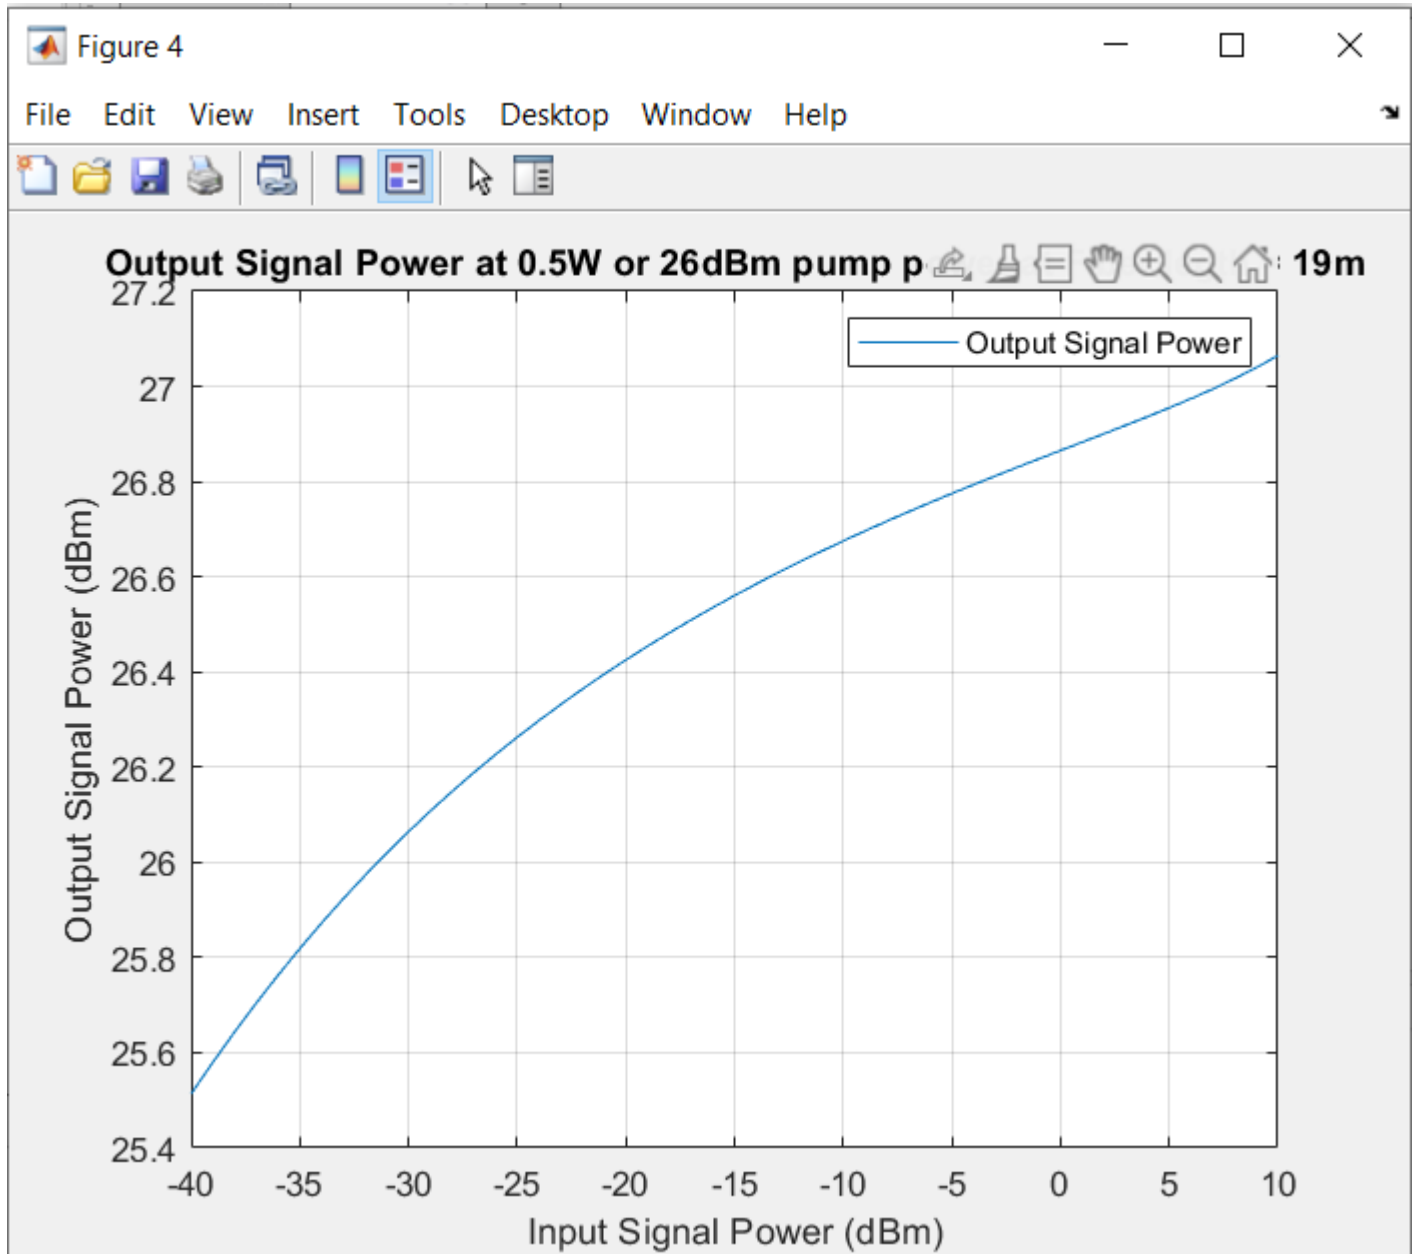 Figure 4
File Edit View Insert Tools Desktop Window Help
Output Signal Power at 0.5W or 26dBm pump 19m
Output Signal Power
27.2
27
26.8
26.6
26.4
26.2
26
25.8
25.6
25.4
Output Signal Power (dBm)
-40 -35 -30 -25 -20 -15 -10 -5 0 5 10
Input Signal Power (dBm)